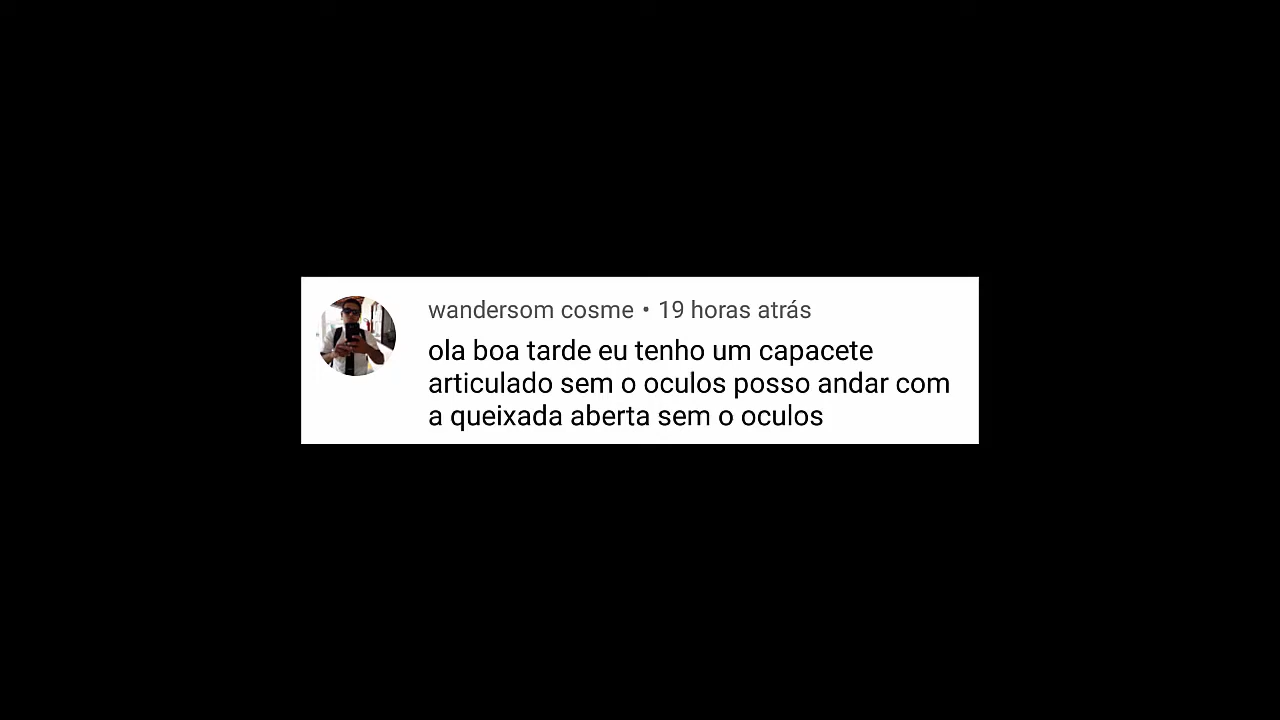 wandersom cosme • 19 horas atrás
ola boa tarde eu tenho um capacete
articulado sem o oculos posso andar com
a queixada aberta sem o oculos